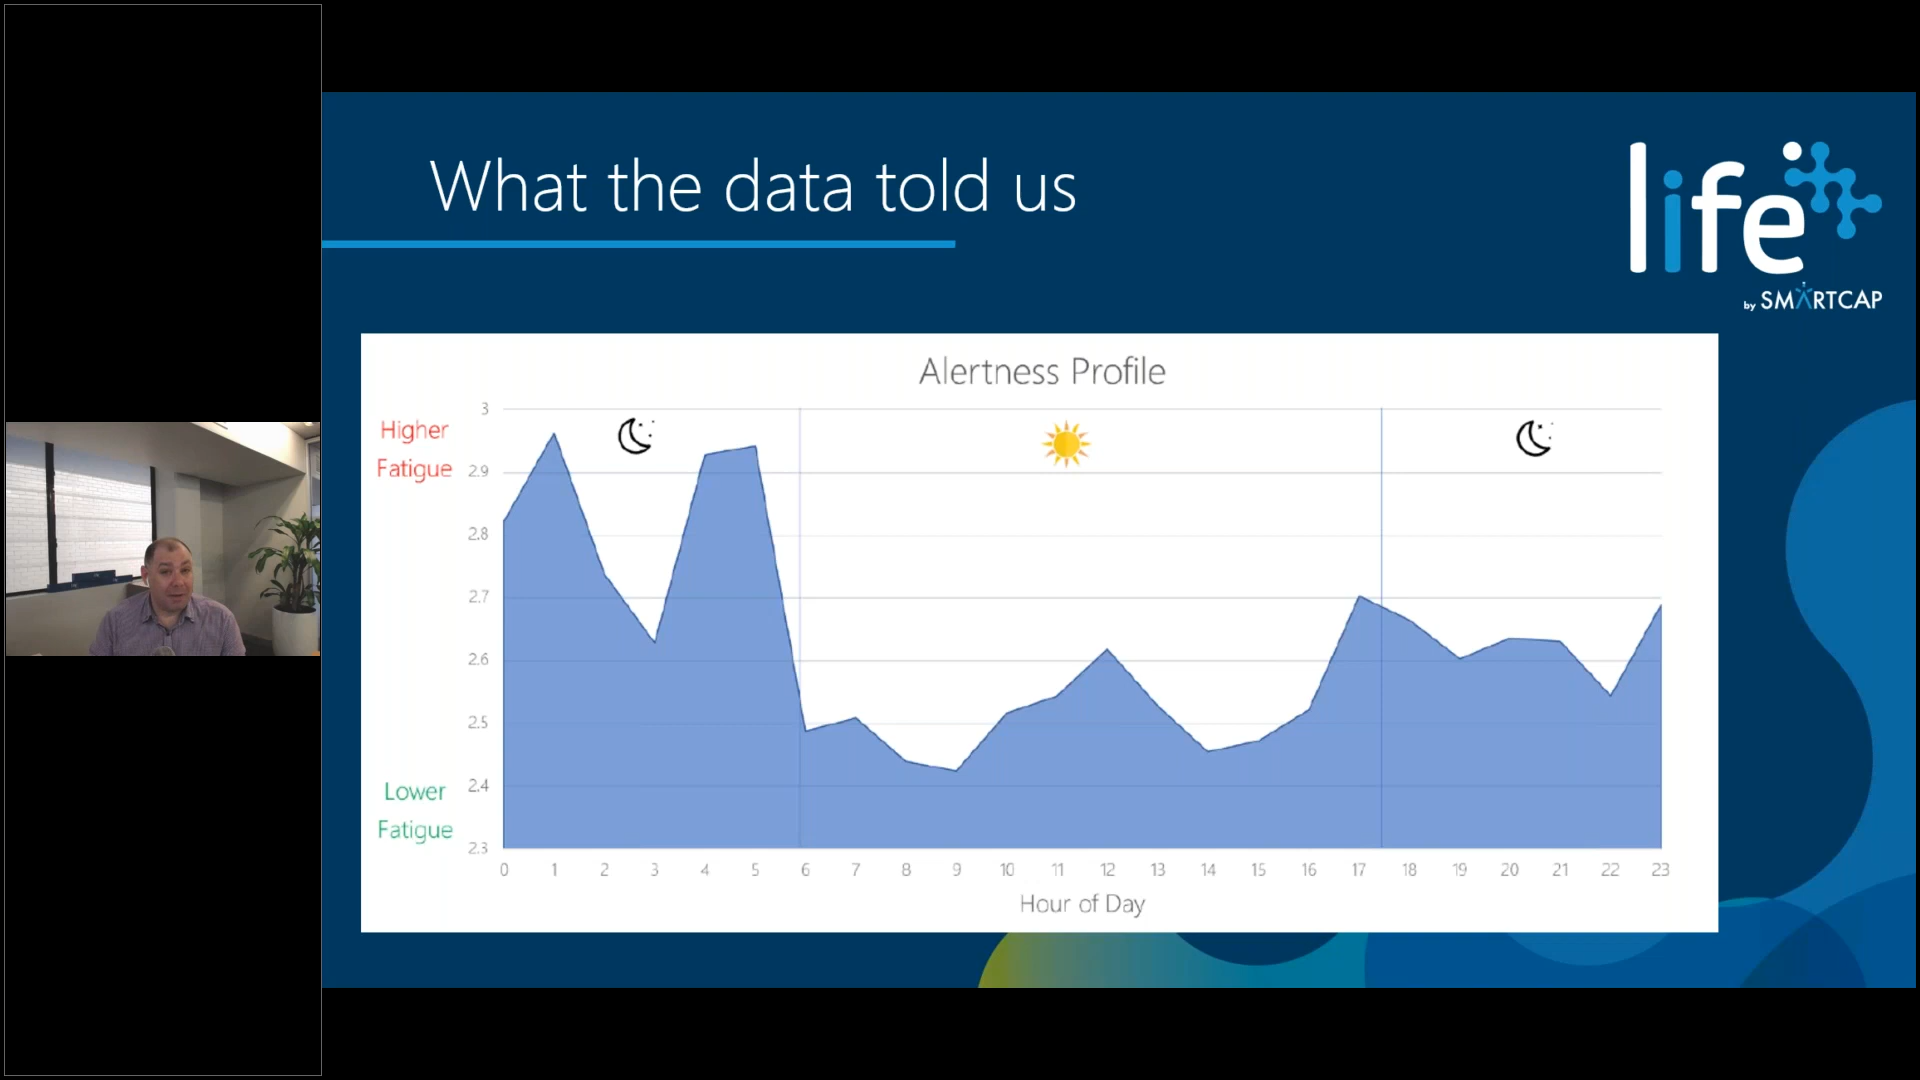 What the data told us
life
by SMARTCAP
Alertness Profile
Higher
Fatigue
Lower
Fatigue
3
2.9
2.8
2.7
2.6
2.5
2.4
2.3
0 1 2 3 4 5 6 7 8 9 10 11 12 13 14 15 16 17 18 19 20 21 22 23
Hour of Day